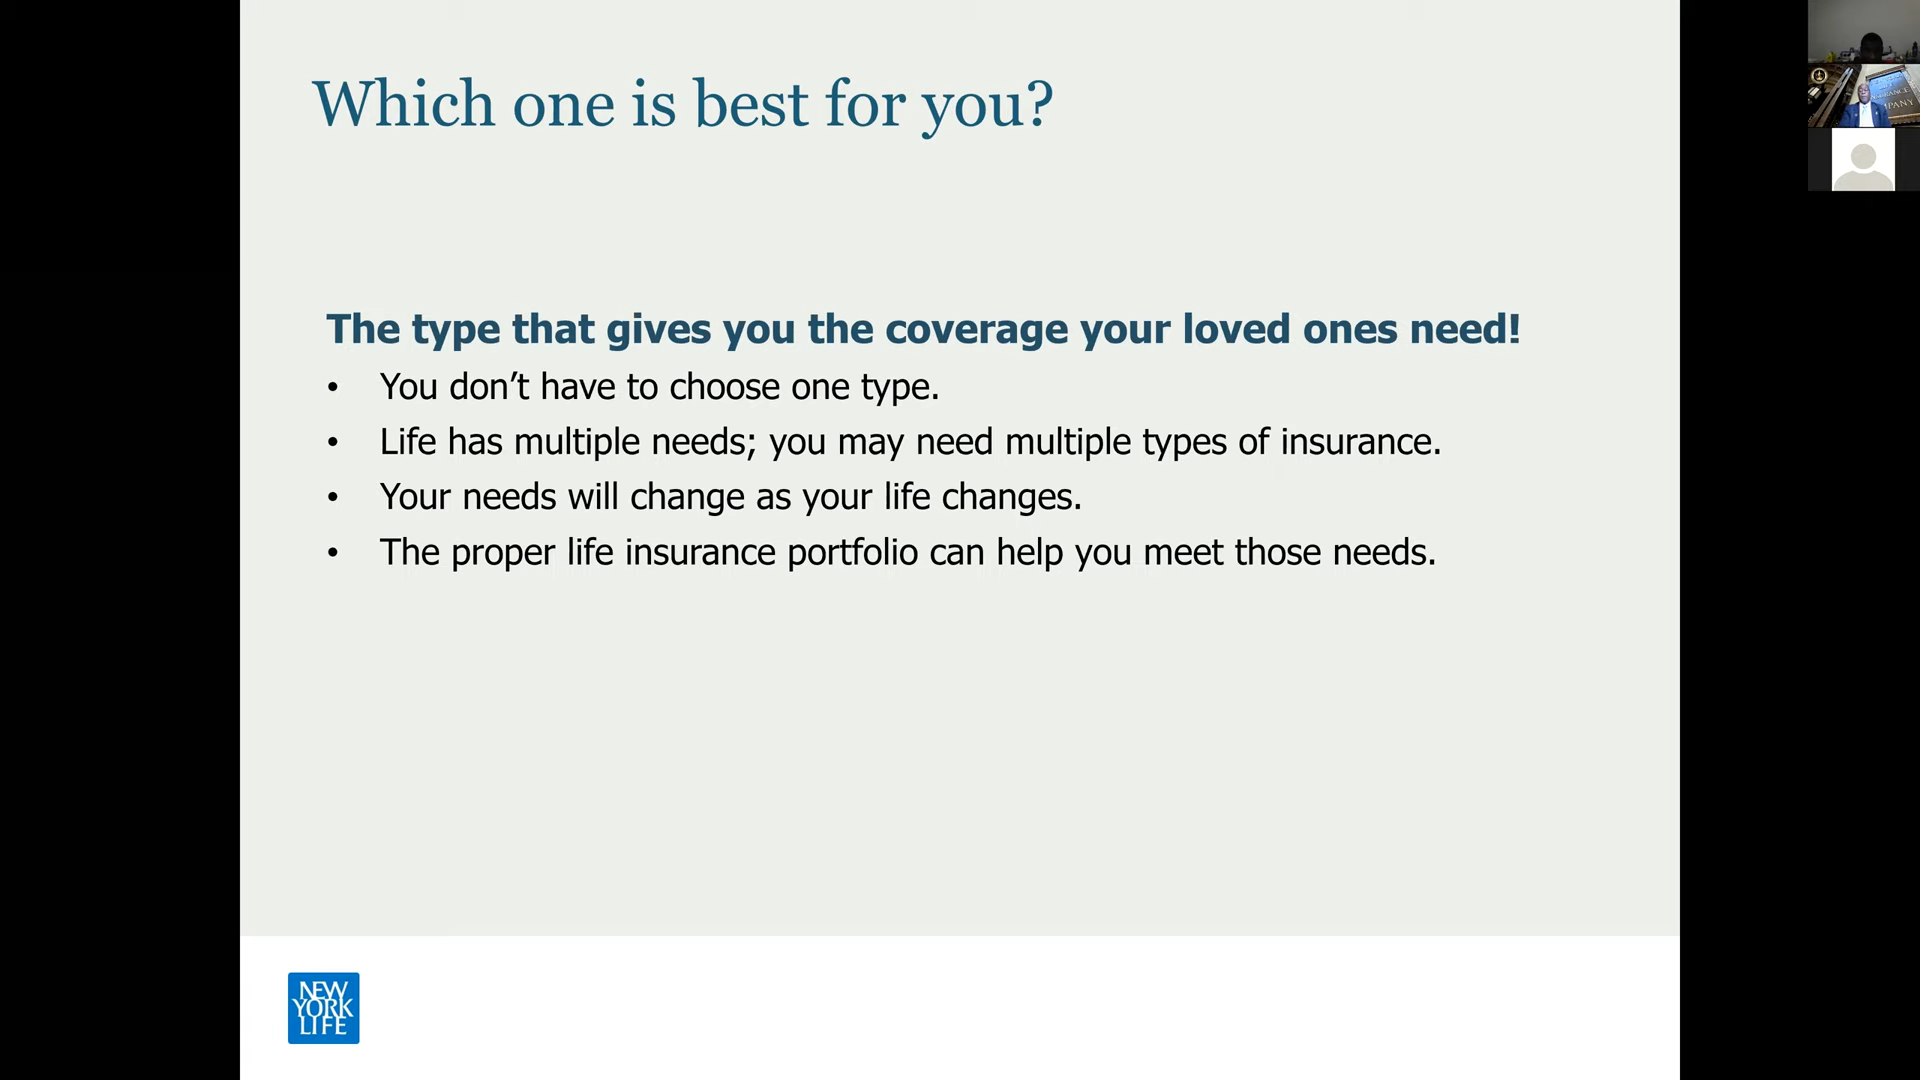 Which one is best for you?
The type that gives you the coverage your loved ones need!
• You don’t have to choose one type.
• Life has multiple needs; you may need multiple types of insurance.
• Your needs will change as your life changes.
• The proper life insurance portfolio can help you meet those needs.
NEW
YORK
LIFE